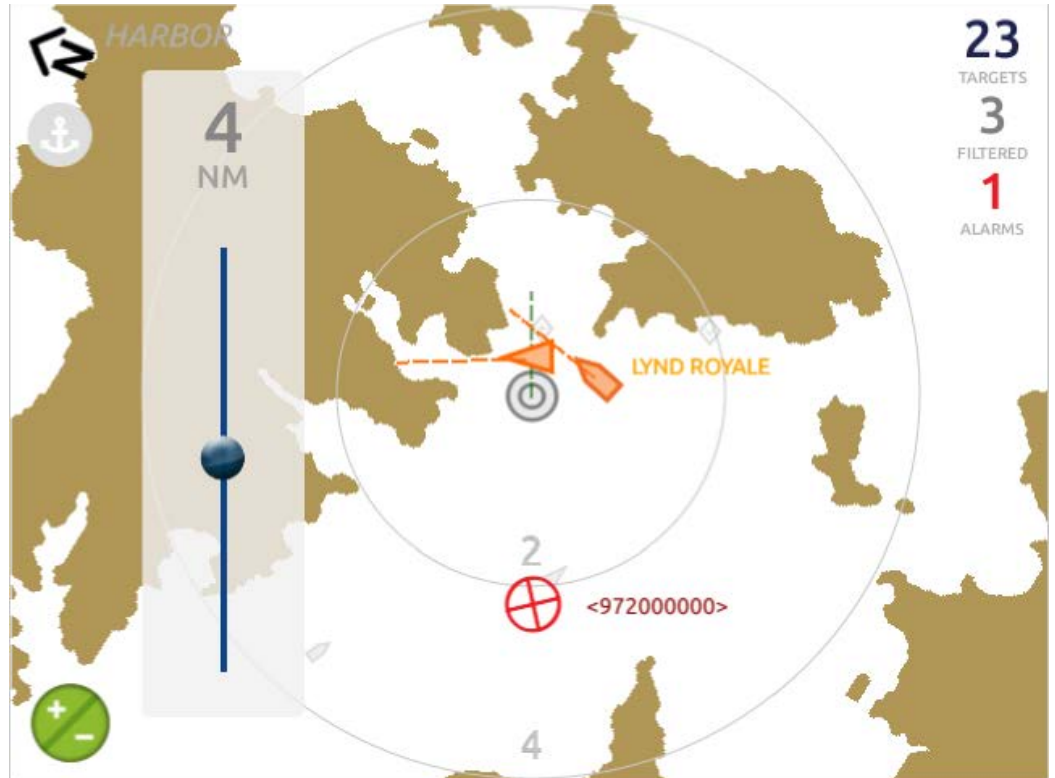 N
HARBOR
4
NM
23
TARGETS
3
FILTERED
1
ALARMS
LYND ROYALE
2
<972000000>
4
+
-